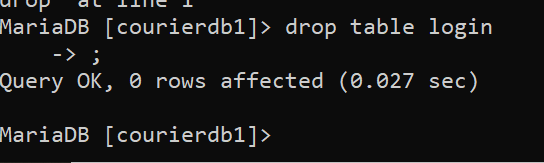 drop' at line 1
MariaDB [courierdb1]> drop table login
    -> ;
Query OK, 0 rows affected (0.027 sec)

MariaDB [courierdb1]>